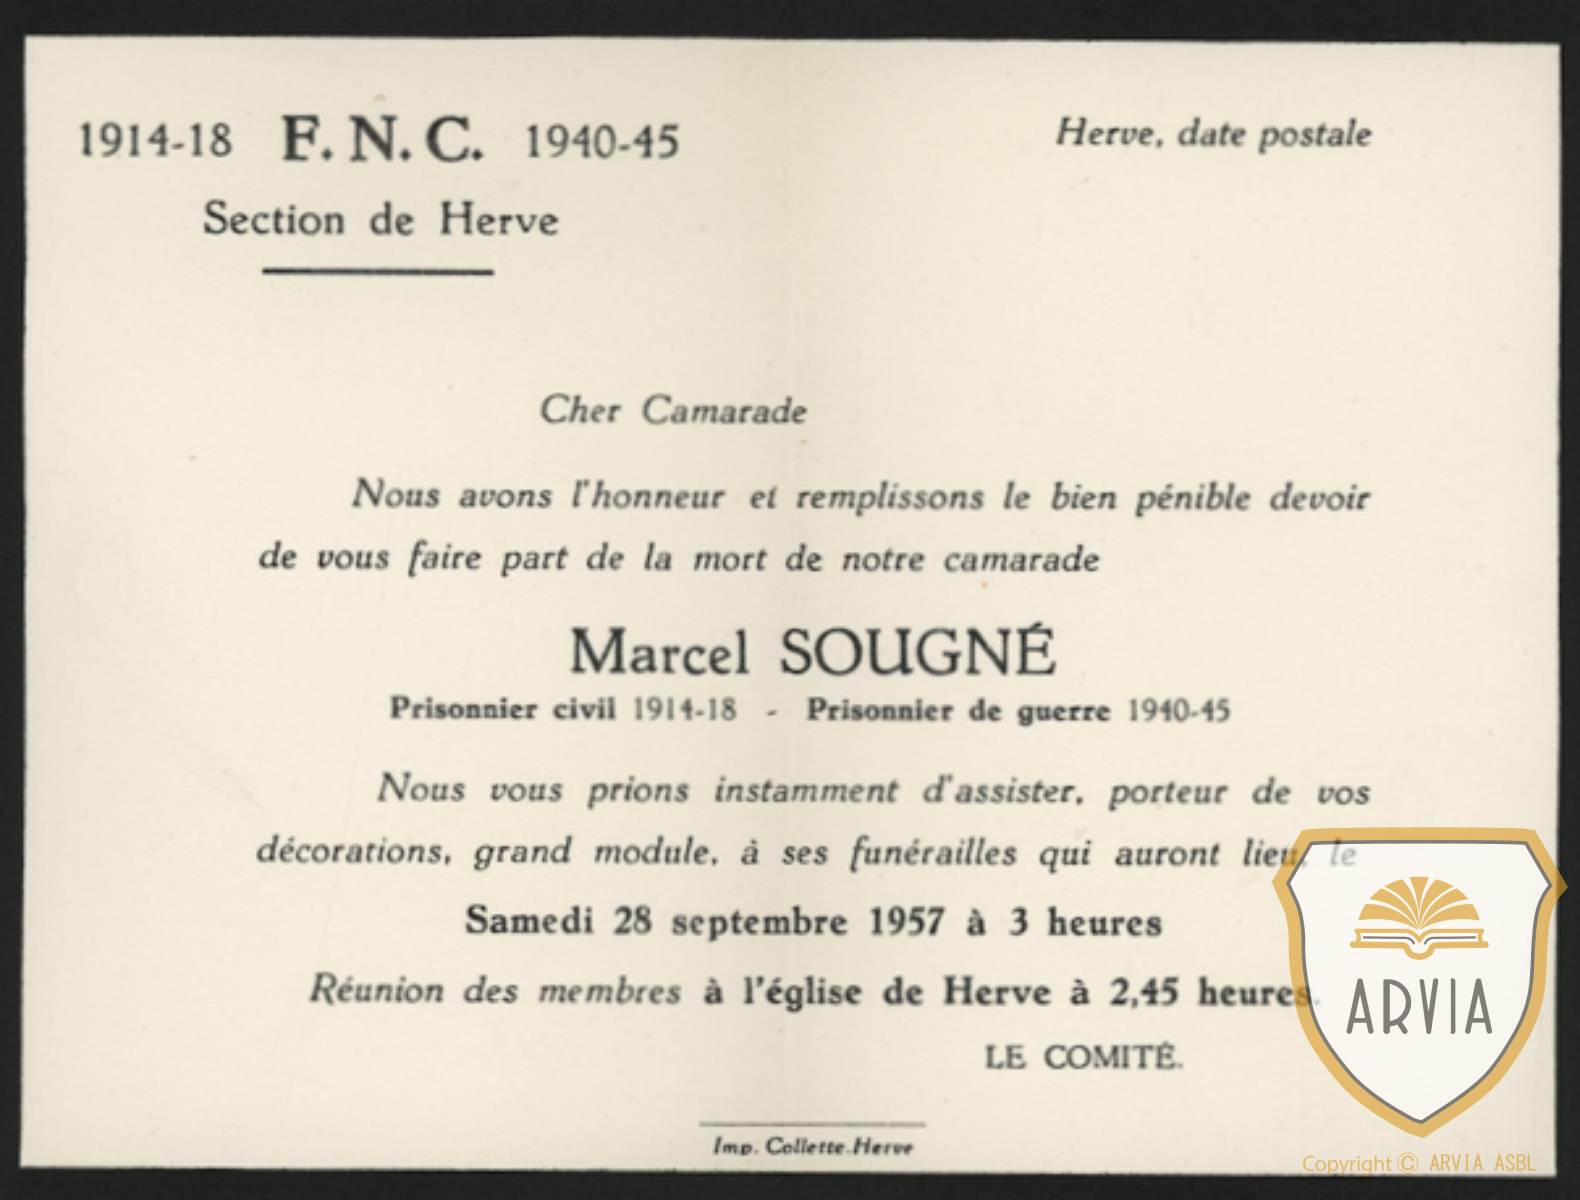 1914-18 F. N. C. 1940-45
Herve, date postale
Section de Herve
Cher Camarade
Nous avons l'honneur et remplissons le bien pénible devoir
de vous faire part de la mort de notre camarade
Marcel SOUGNÉ
Prisonnier civil 1914-18 - Prisonnier de guerre 1940-45
Nous vous prions instamment d'assister, porteur de vos
décorations, grand module, à ses funérailles qui auront lieu, le
Samedi 28 septembre 1957 à 3 heures
Réunion des membres à l'église de Herve à 2,45 heures.
LE COMITÉ.
Imp. Collette-Herve
ARVIA
Copyright © ARVIA ASBL